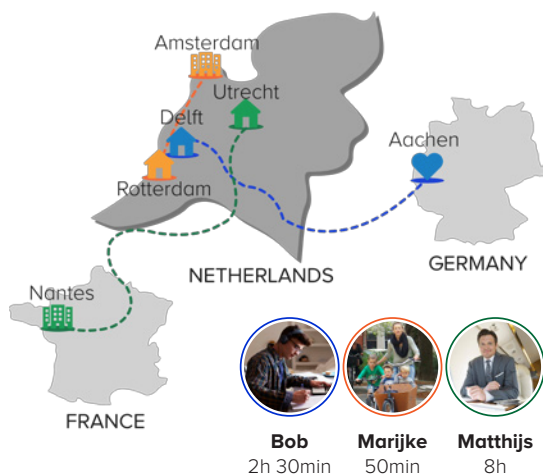 Amsterdam
Utrecht
Delft
Aachen
Rotterdam
NETHERLANDS
GERMANY
Nantes
FRANCE
Bob
2h 30min
Marijke
50min
Matthijs
8h